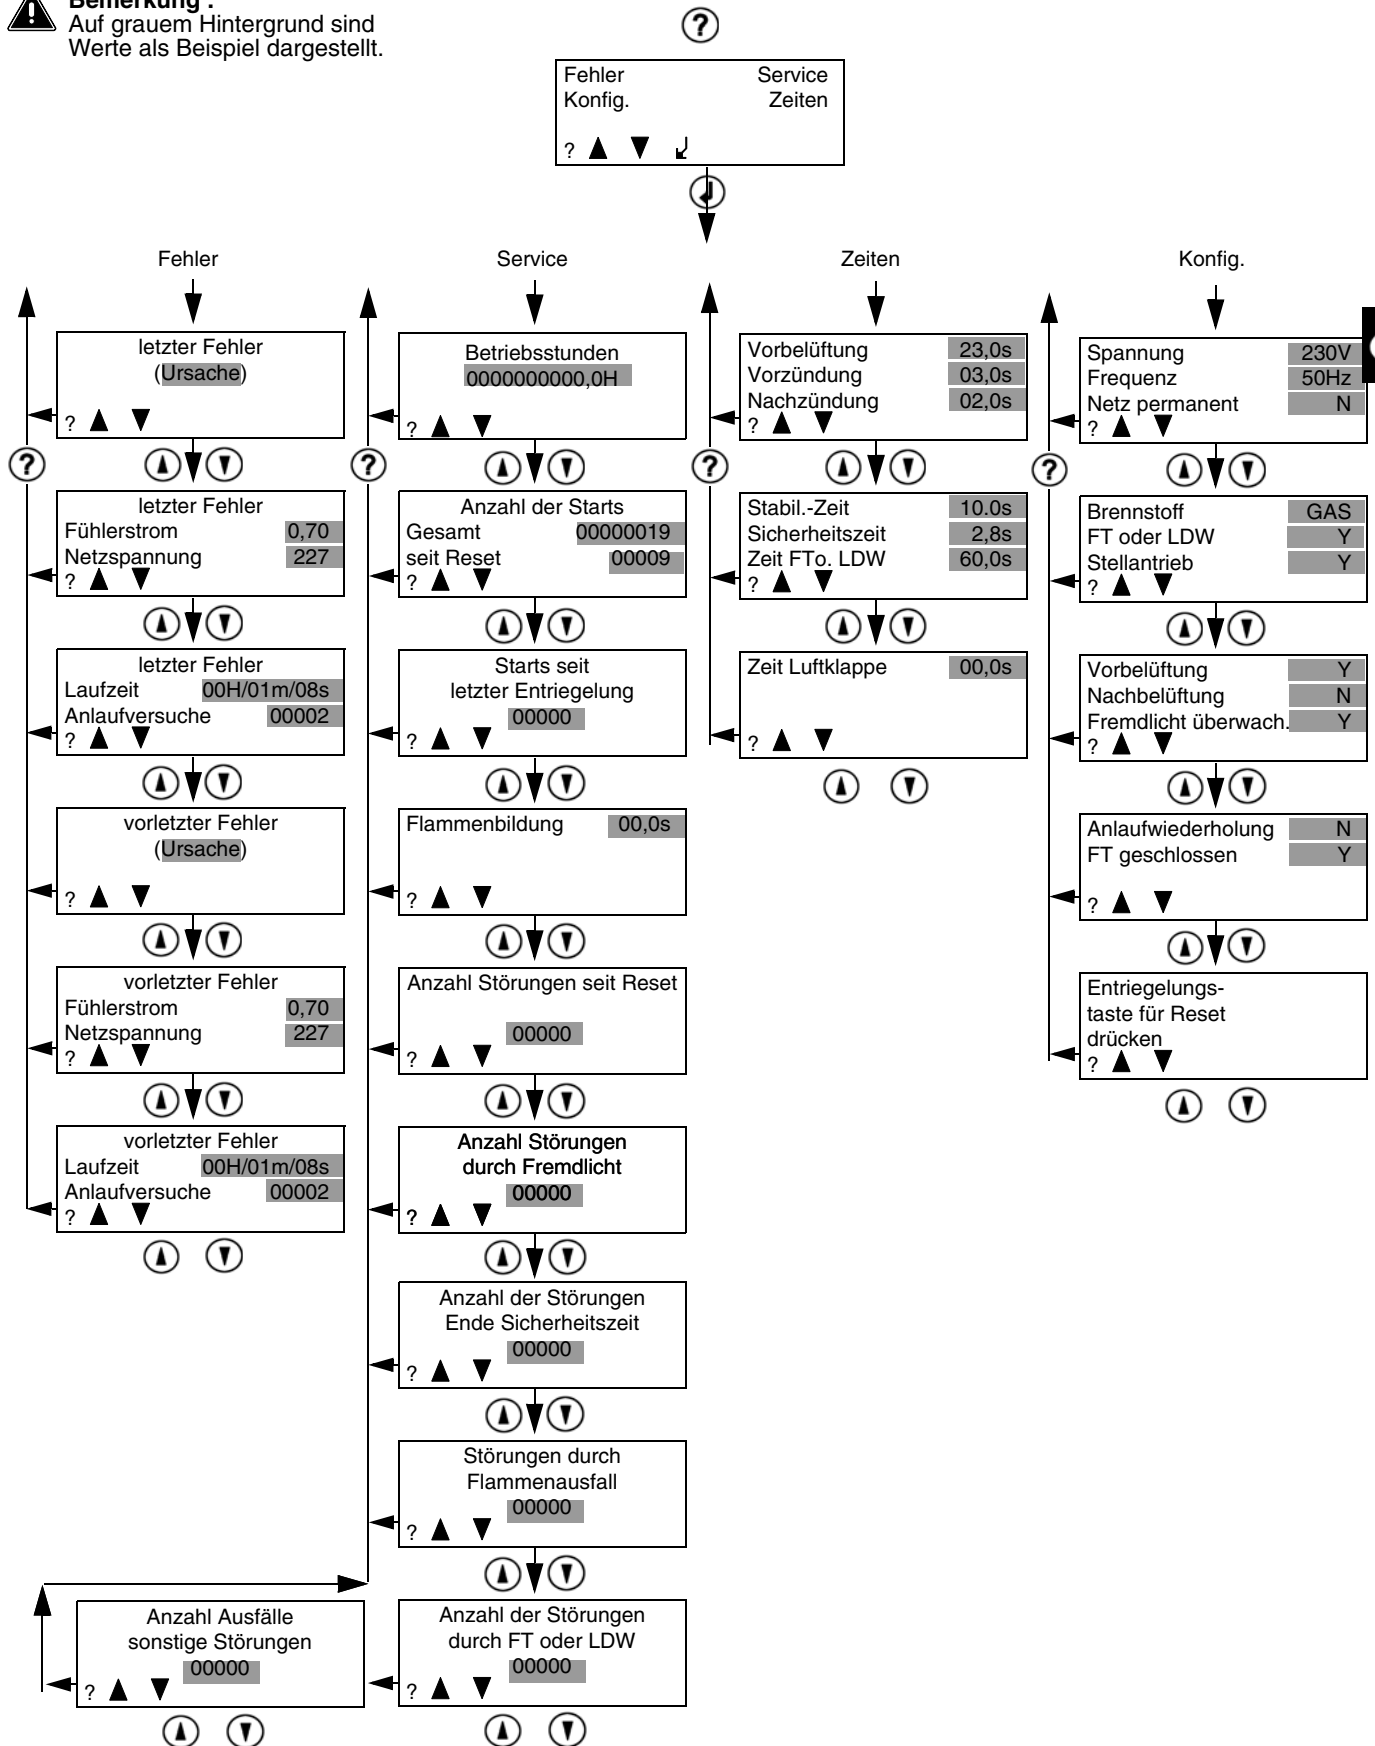 Bemerkung :
Auf grauem Hintergrund sind
Werte als Beispiel dargestellt.
?
Fehler Service
Konfig. Zeiten
?
Fehler
letzter Fehler
(Ursache)
?
?
letzter Fehler
Fühlerstrom 0,70
Netzspannung 227
?
letzter Fehler
Laufzeit 00H/01m/08s
Anlaufversuche 00002
?
vorletzter Fehler
(Ursache)
?
vorletzter Fehler
Fühlerstrom 0,70
Netzspannung 227
?
vorletzter Fehler
Laufzeit 00H/01m/08s
Anlaufversuche 00002
?
Service
Betriebsstunden
0000000000,0H
?
?
Anzahl der Starts
Gesamt 00000019
seit Reset 00009
?
Starts seit
letzter Entriegelung
00000
?
Flammenbildung 00,0s
?
Anzahl Störungen seit Reset
00000
?
Anzahl Störungen
durch Fremdlicht
00000
?
Anzahl der Störungen
Ende Sicherheitszeit
00000
?
Störungen durch
Flammenausfall
00000
?
Anzahl der Störungen
durch FT oder LDW
00000
?
Anzahl Ausfälle
sonstige Störungen
00000
?
Zeiten
Vorbelüftung 23,0s
Vorzündung 03,0s
Nachzündung 02,0s
?
?
Stabil.-Zeit 10.0s
Sicherheitszeit 2,8s
Zeit FTo. LDW 60,0s
?
Zeit Luftklappe 00,0s
?
Konfig.
Spannung 230V
Frequenz 50Hz
Netz permanent N
?
?
Brennstoff GAS
FT oder LDW Y
Stellantrieb Y
?
Vorbelüftung Y
Nachbelüftung N
Fremdlicht überwach. Y
?
Anlaufwiederholung N
FT geschlossen Y
?
Entriegelungs-
taste für Reset
drücken
?